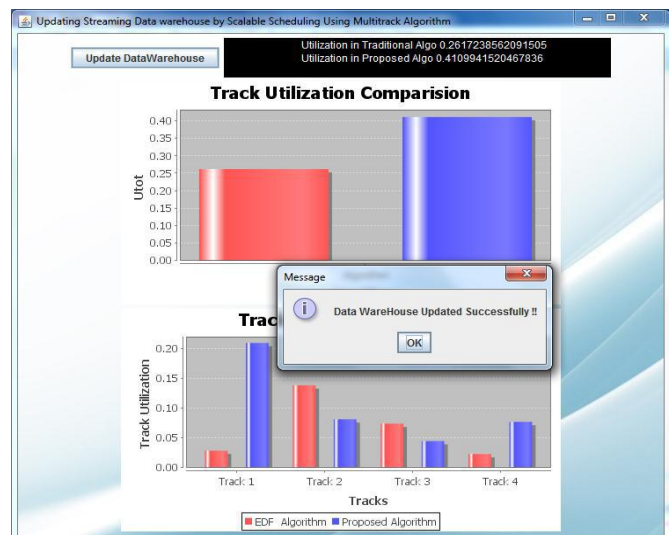 Updating Streaming Data warehouse by Scalable Scheduling Using Multitrack Algorithm
Update DataWarehouse
Utilization in Traditional Algo 0.2617238562091505
Utilization in Proposed Algo 0.4109941520467836
Track Utilization Comparision
Utot
0.40
0.35
0.30
0.25
0.20
0.15
0.10
0.05
0.00
Message
Data WareHouse Updated Successfully !!
OK
Trac
Track Utilization
0.20
0.15
0.10
0.05
0.00
Track 1 Track 2 Track 3 Track 4
Tracks
EDF Algorithm Proposed Algorithm